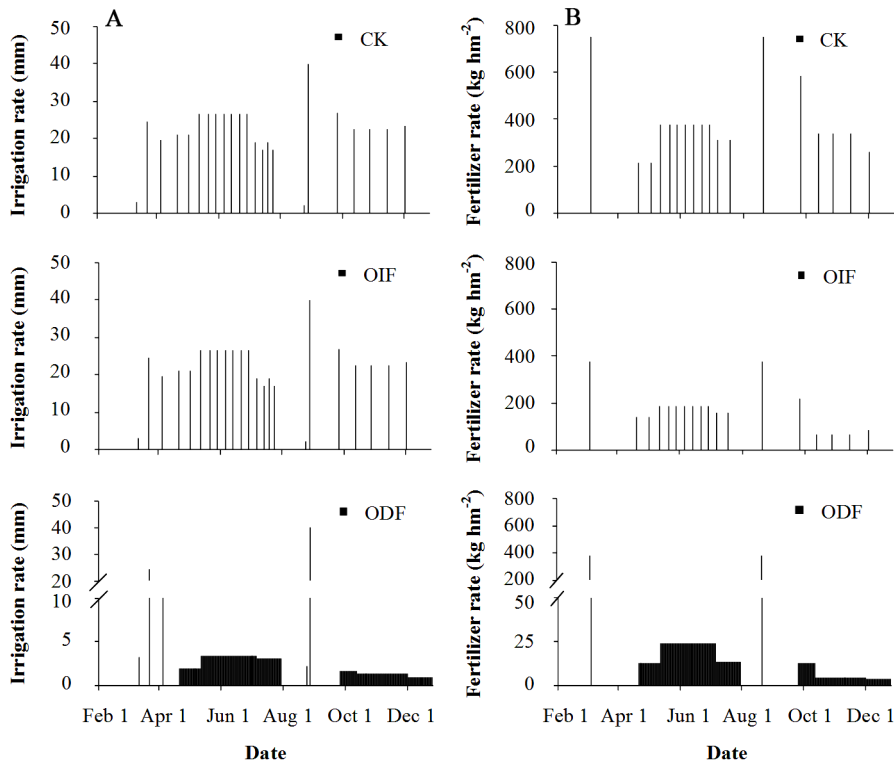 A
Irrigation rate (mm)
50
40
30
20
10
0
CK
B
Fertilizer rate (kg hm-2)
800
600
400
200
0
CK
Irrigation rate (mm)
50
40
30
20
10
0
OIF
Fertilizer rate (kg hm-2)
800
600
400
200
0
OIF
Irrigation rate (mm)
50
40
30
20
10
5
0
ODF
Feb 1 Apr 1 Jun 1 Aug 1 Oct 1 Dec 1
Date
Fertilizer rate (kg hm-2)
800
600
400
200
50
25
0
ODF
Feb 1 Apr 1 Jun 1 Aug 1 Oct 1 Dec 1
Date